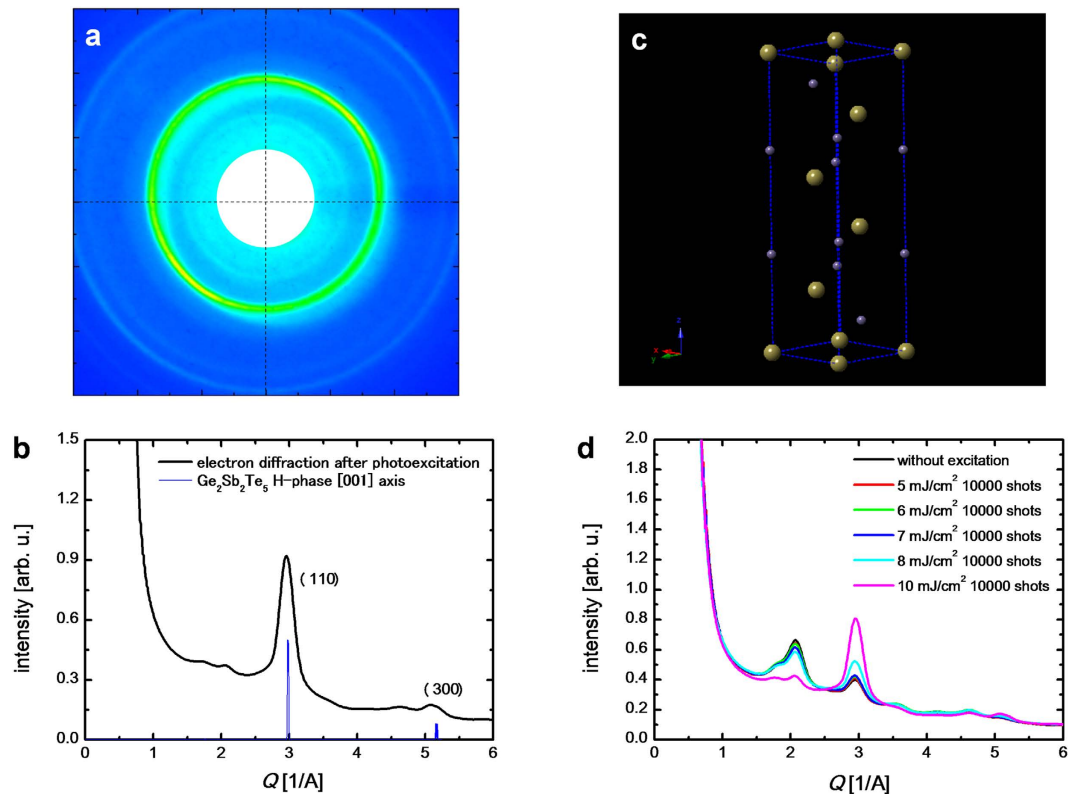 a
c
z
x
y
b
1.5
1.2
0.9
0.6
0.3
0.0
intensity [arb. u.]
electron diffraction after photoexcitation
Ge2Sb2Te5 H-phase [001] axis
(110)
(300)
0 1 2 3 4 5 6
Q [1/A]
d
2.0
1.8
1.6
1.4
1.2
1.0
0.8
0.6
0.4
0.2
0.0
intensity [arb. u.]
without excitation
5 mJ/cm² 10000 shots
6 mJ/cm² 10000 shots
7 mJ/cm² 10000 shots
8 mJ/cm² 10000 shots
10 mJ/cm² 10000 shots
0 1 2 3 4 5 6
Q [1/A]